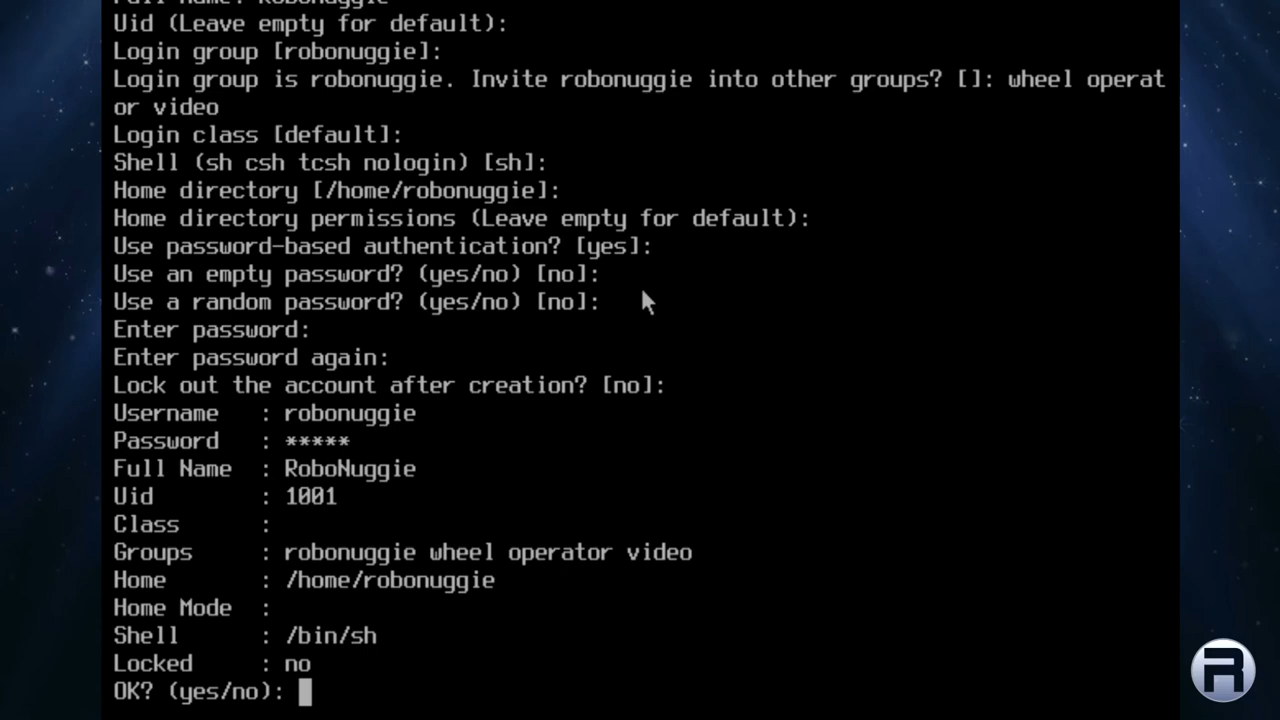 Full Name: RoboNuggie
Uid (Leave empty for default):
Login group [robonuggie]:
Login group is robonuggie. Invite robonuggie into other groups? []: wheel operat
or video
Login class [default]:
Shell (sh csh tcsh nologin) [sh]:
Home directory [/home/robonuggie]:
Home directory permissions (Leave empty for default):
Use password-based authentication? [yes]:
Use an empty password? (yes/no) [no]:
Use a random password? (yes/no) [no]:
Enter password:
Enter password again:
Lock out the account after creation? [no]:
Username   : robonuggie
Password   : *****
Full Name  : RoboNuggie
Uid        : 1001
Class      :
Groups     : robonuggie wheel operator video
Home       : /home/robonuggie
Home Mode  :
Shell      : /bin/sh
Locked     : no
OK? (yes/no):
R